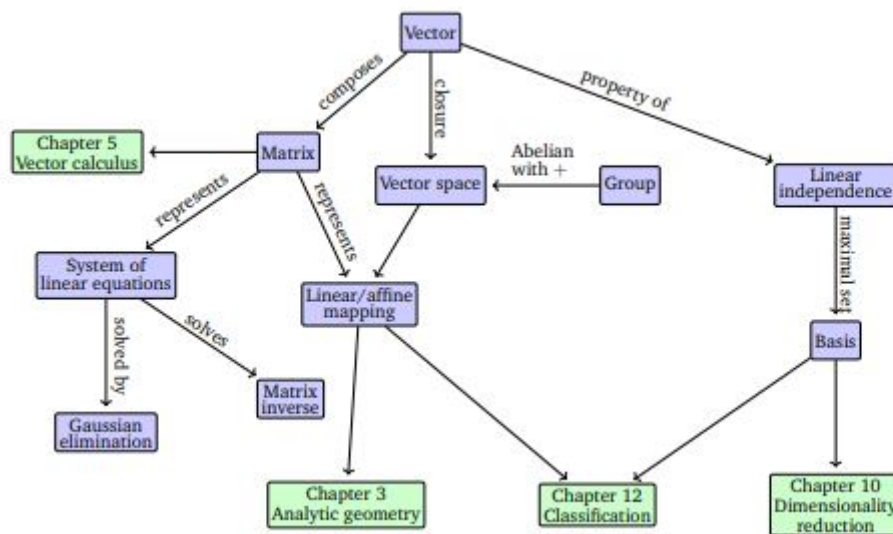 Vector
composes
closure
property of
Chapter 5
Vector calculus
Matrix
Abelian
with +
Vector space
Group
Linear
independence
represents
represents
maximal set
System of
linear equations
Linear/affine
mapping
solved by
solves
Basis
Matrix
inverse
Gaussian
elimination
Chapter 3
Analytic geometry
Chapter 12
Classification
Chapter 10
Dimensionality
reduction